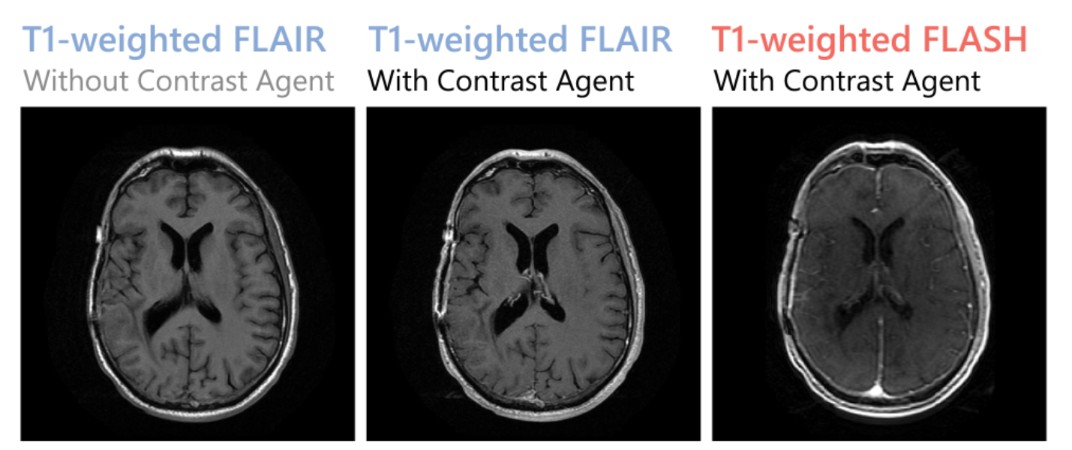 T1-weighted FLAIR
Without Contrast Agent
T1-weighted FLAIR
With Contrast Agent
T1-weighted FLASH
With Contrast Agent